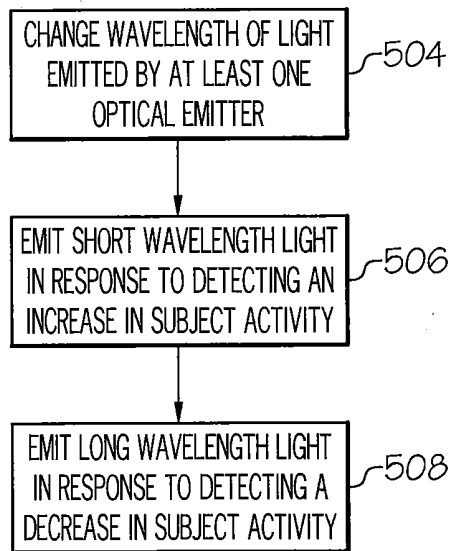 CHANGE WAVELENGTH OF LIGHT
EMITTED BY AT LEAST ONE
OPTICAL EMITTER
504
EMIT SHORT WAVELENGTH LIGHT
IN RESPONSE TO DETECTING AN
INCREASE IN SUBJECT ACTIVITY
506
EMIT LONG WAVELENGTH LIGHT
IN RESPONSE TO DETECTING A
DECREASE IN SUBJECT ACTIVITY
508